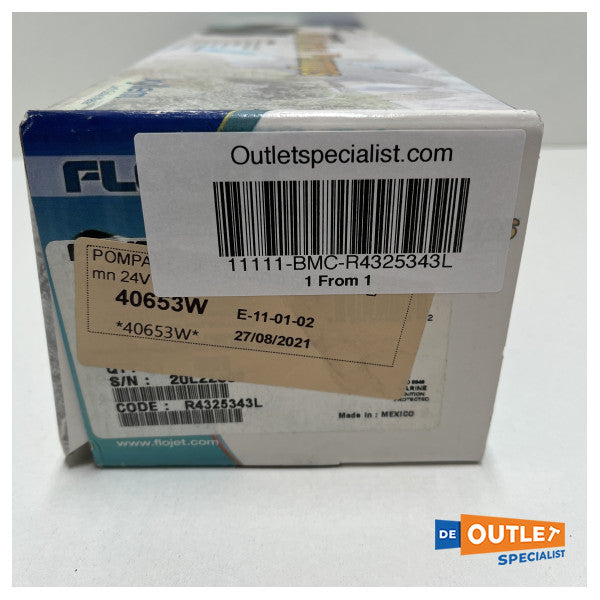 Outletspecialist.com
11111-BMC-R4325343L
1 From 1
POMPA
mn 24V
40653W
E-11-01-02
*40653W*
27/08/2021
S/N :
CODE : R4325343L
Made in : MEXICO
www.flojet.com
DE OUTLET
SPECIALIST